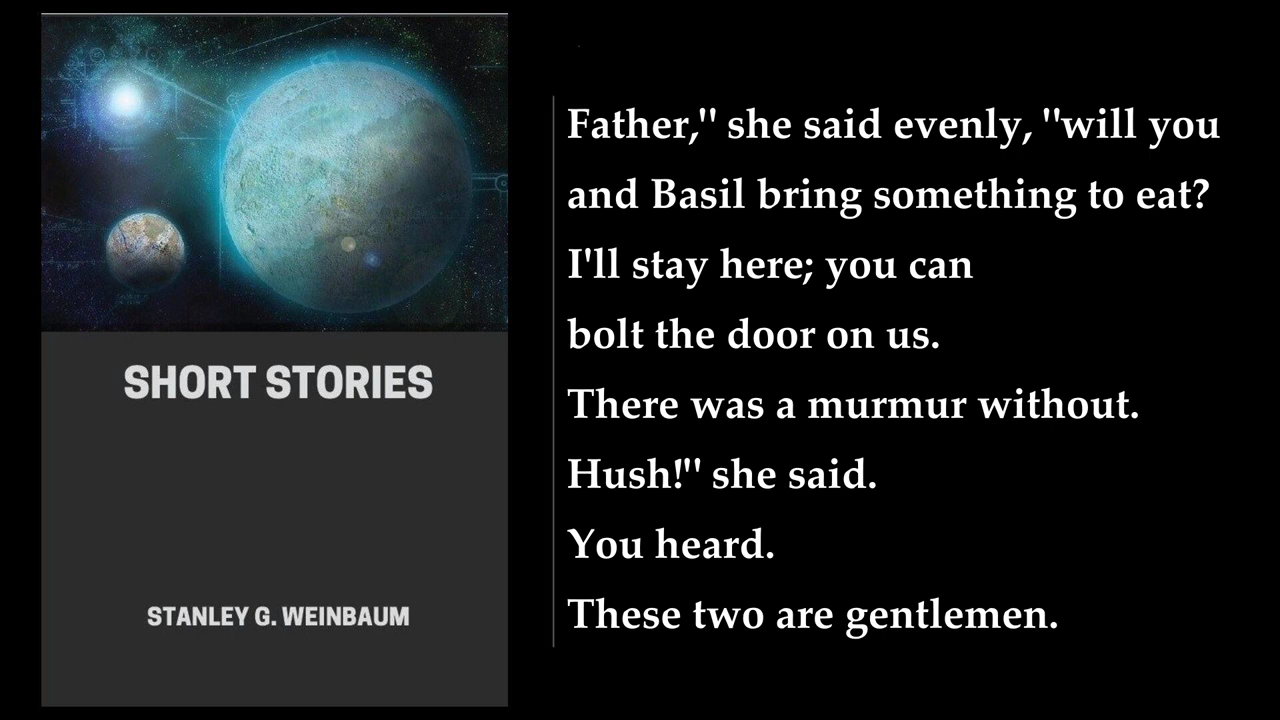 SHORT STORIES
STANLEY G. WEINBAUM
Father," she said evenly, "will you
and Basil bring something to eat?
I'll stay here; you can
bolt the door on us.
There was a murmur without.
Hush!" she said.
You heard.
These two are gentlemen.